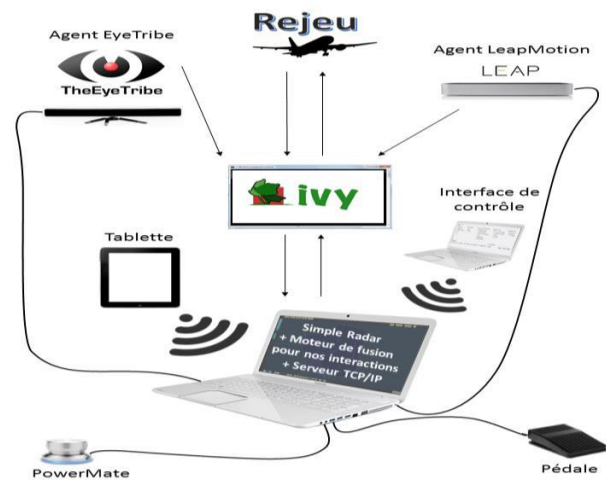 Rejeu
Agent EyeTribe
TheEyeTribe
Agent LeapMotion
LEAP
ivy
Interface de
contrôle
Tablette
Simple Radar
+ Moteur de fusion
pour nos interactions
+ Serveur TCP/IP
PowerMate
Pédale